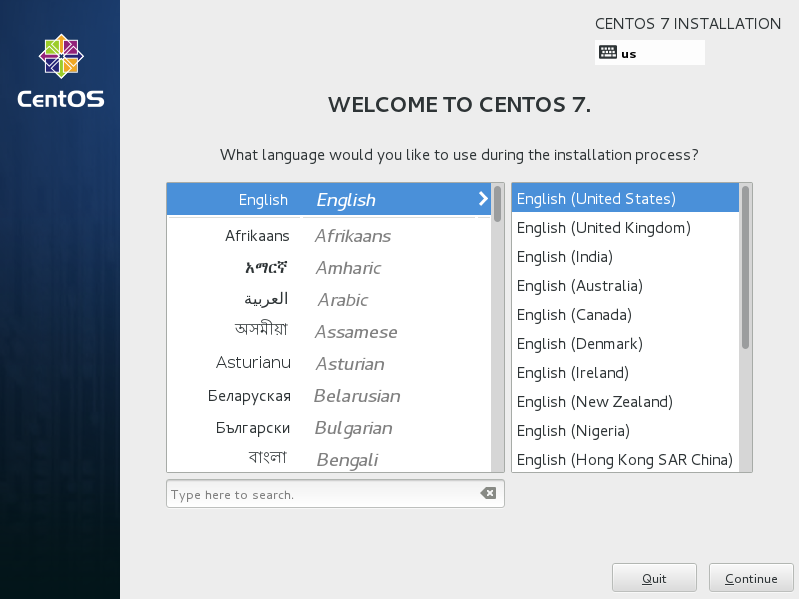 CENTOS 7 INSTALLATION
us
CentOS
WELCOME TO CENTOS 7.
What language would you like to use during the installation process?
English English
Afrikaans Afrikaans
አማርኛ Amharic
العربية Arabic
অসমীয়া Assamese
Asturianu Asturian
Беларуская Belarusian
Български Bulgarian
বাংলা Bengali
Type here to search.
English (United States)
English (United Kingdom)
English (India)
English (Australia)
English (Canada)
English (Denmark)
English (Ireland)
English (New Zealand)
English (Nigeria)
English (Hong Kong SAR China)
Quit
Continue